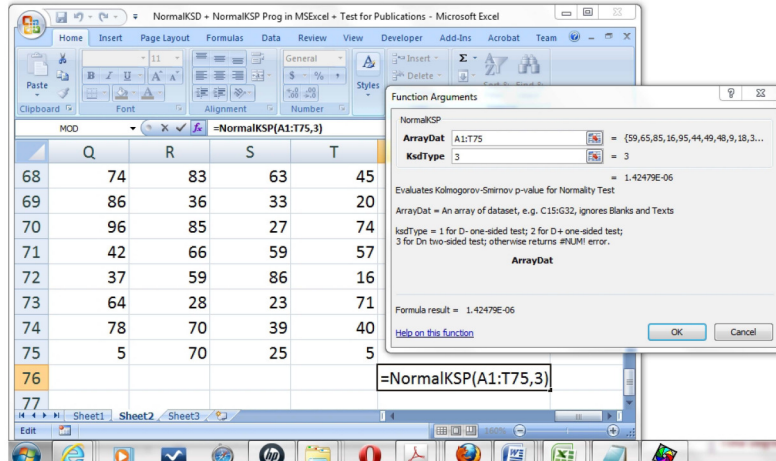 NormalKSD + NormalKSP Prog in MSExcel + Test for Publications - Microsoft Excel
Home Insert Page Layout Formulas Data Review View Developer Add-Ins Acrobat Team
Paste
B I U
11
A A
General
$ % ,
Styles
Insert
Delete
Σ
Clipboard Font Alignment Number
MOD =NormalKSP(A1:T75,3)
Q R S T
68 74 83 63 45
69 86 36 33 20
70 96 85 27 74
71 42 66 59 57
72 37 59 86 16
73 64 28 23 71
74 78 70 39 40
75 5 70 25 5
76 =NormalKSP(A1:T75,3)
77
Sheet1 Sheet2 Sheet3
Edit 160%
Function Arguments
NormalKSP
ArrayDat A1:T75 = {59,65,85,16,95,44,49,48,9,18,3...
KsdType 3 = 3
= 1.42479E-06
Evaluates Kolmogorov-Smirnov p-value for Normality Test
ArrayDat = An array of dataset, e.g. C15:G32, ignores Blanks and Texts
ksdType = 1 for D- one-sided test; 2 for D+ one-sided test;
3 for Dn two-sided test; otherwise returns #NUM! error.
ArrayDat
Formula result = 1.42479E-06
Help on this function
OK Cancel